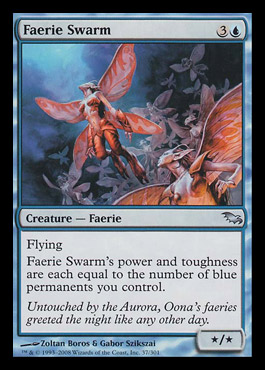 Faerie Swarm 3
Creature — Faerie
Flying
Faerie Swarm's power and toughness
are each equal to the number of blue
permanents you control.
Untouched by the Aurora, Oona's faeries
greeted the night like any other day.
Zoltan Boros & Gabor Szikszai
™ & © 1993-2008 Wizards of the Coast, Inc. 37/301
★/★